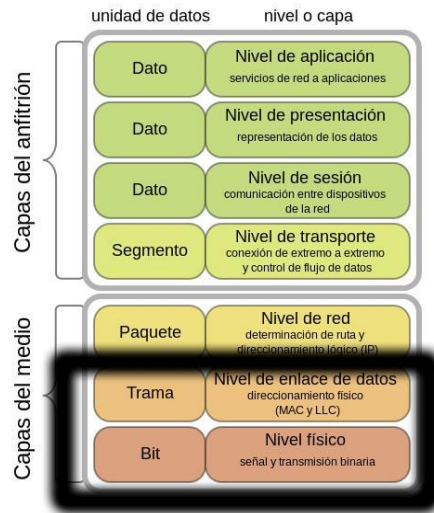 unidad de datos
nivel o capa
Capas del anfitrión
Dato
Nivel de aplicación
servicios de red a aplicaciones
Dato
Nivel de presentación
representación de los datos
Dato
Nivel de sesión
comunicación entre dispositivos
de la red
Segmento
Nivel de transporte
conexión de extremo a extremo
y control de flujo de datos
Capas del medio
Paquete
Nivel de red
determinación de ruta y
direccionamiento lógico (IP)
Trama
Nivel de enlace de datos
direccionamiento físico
(MAC y LLC)
Bit
Nivel físico
señal y transmisión binaria